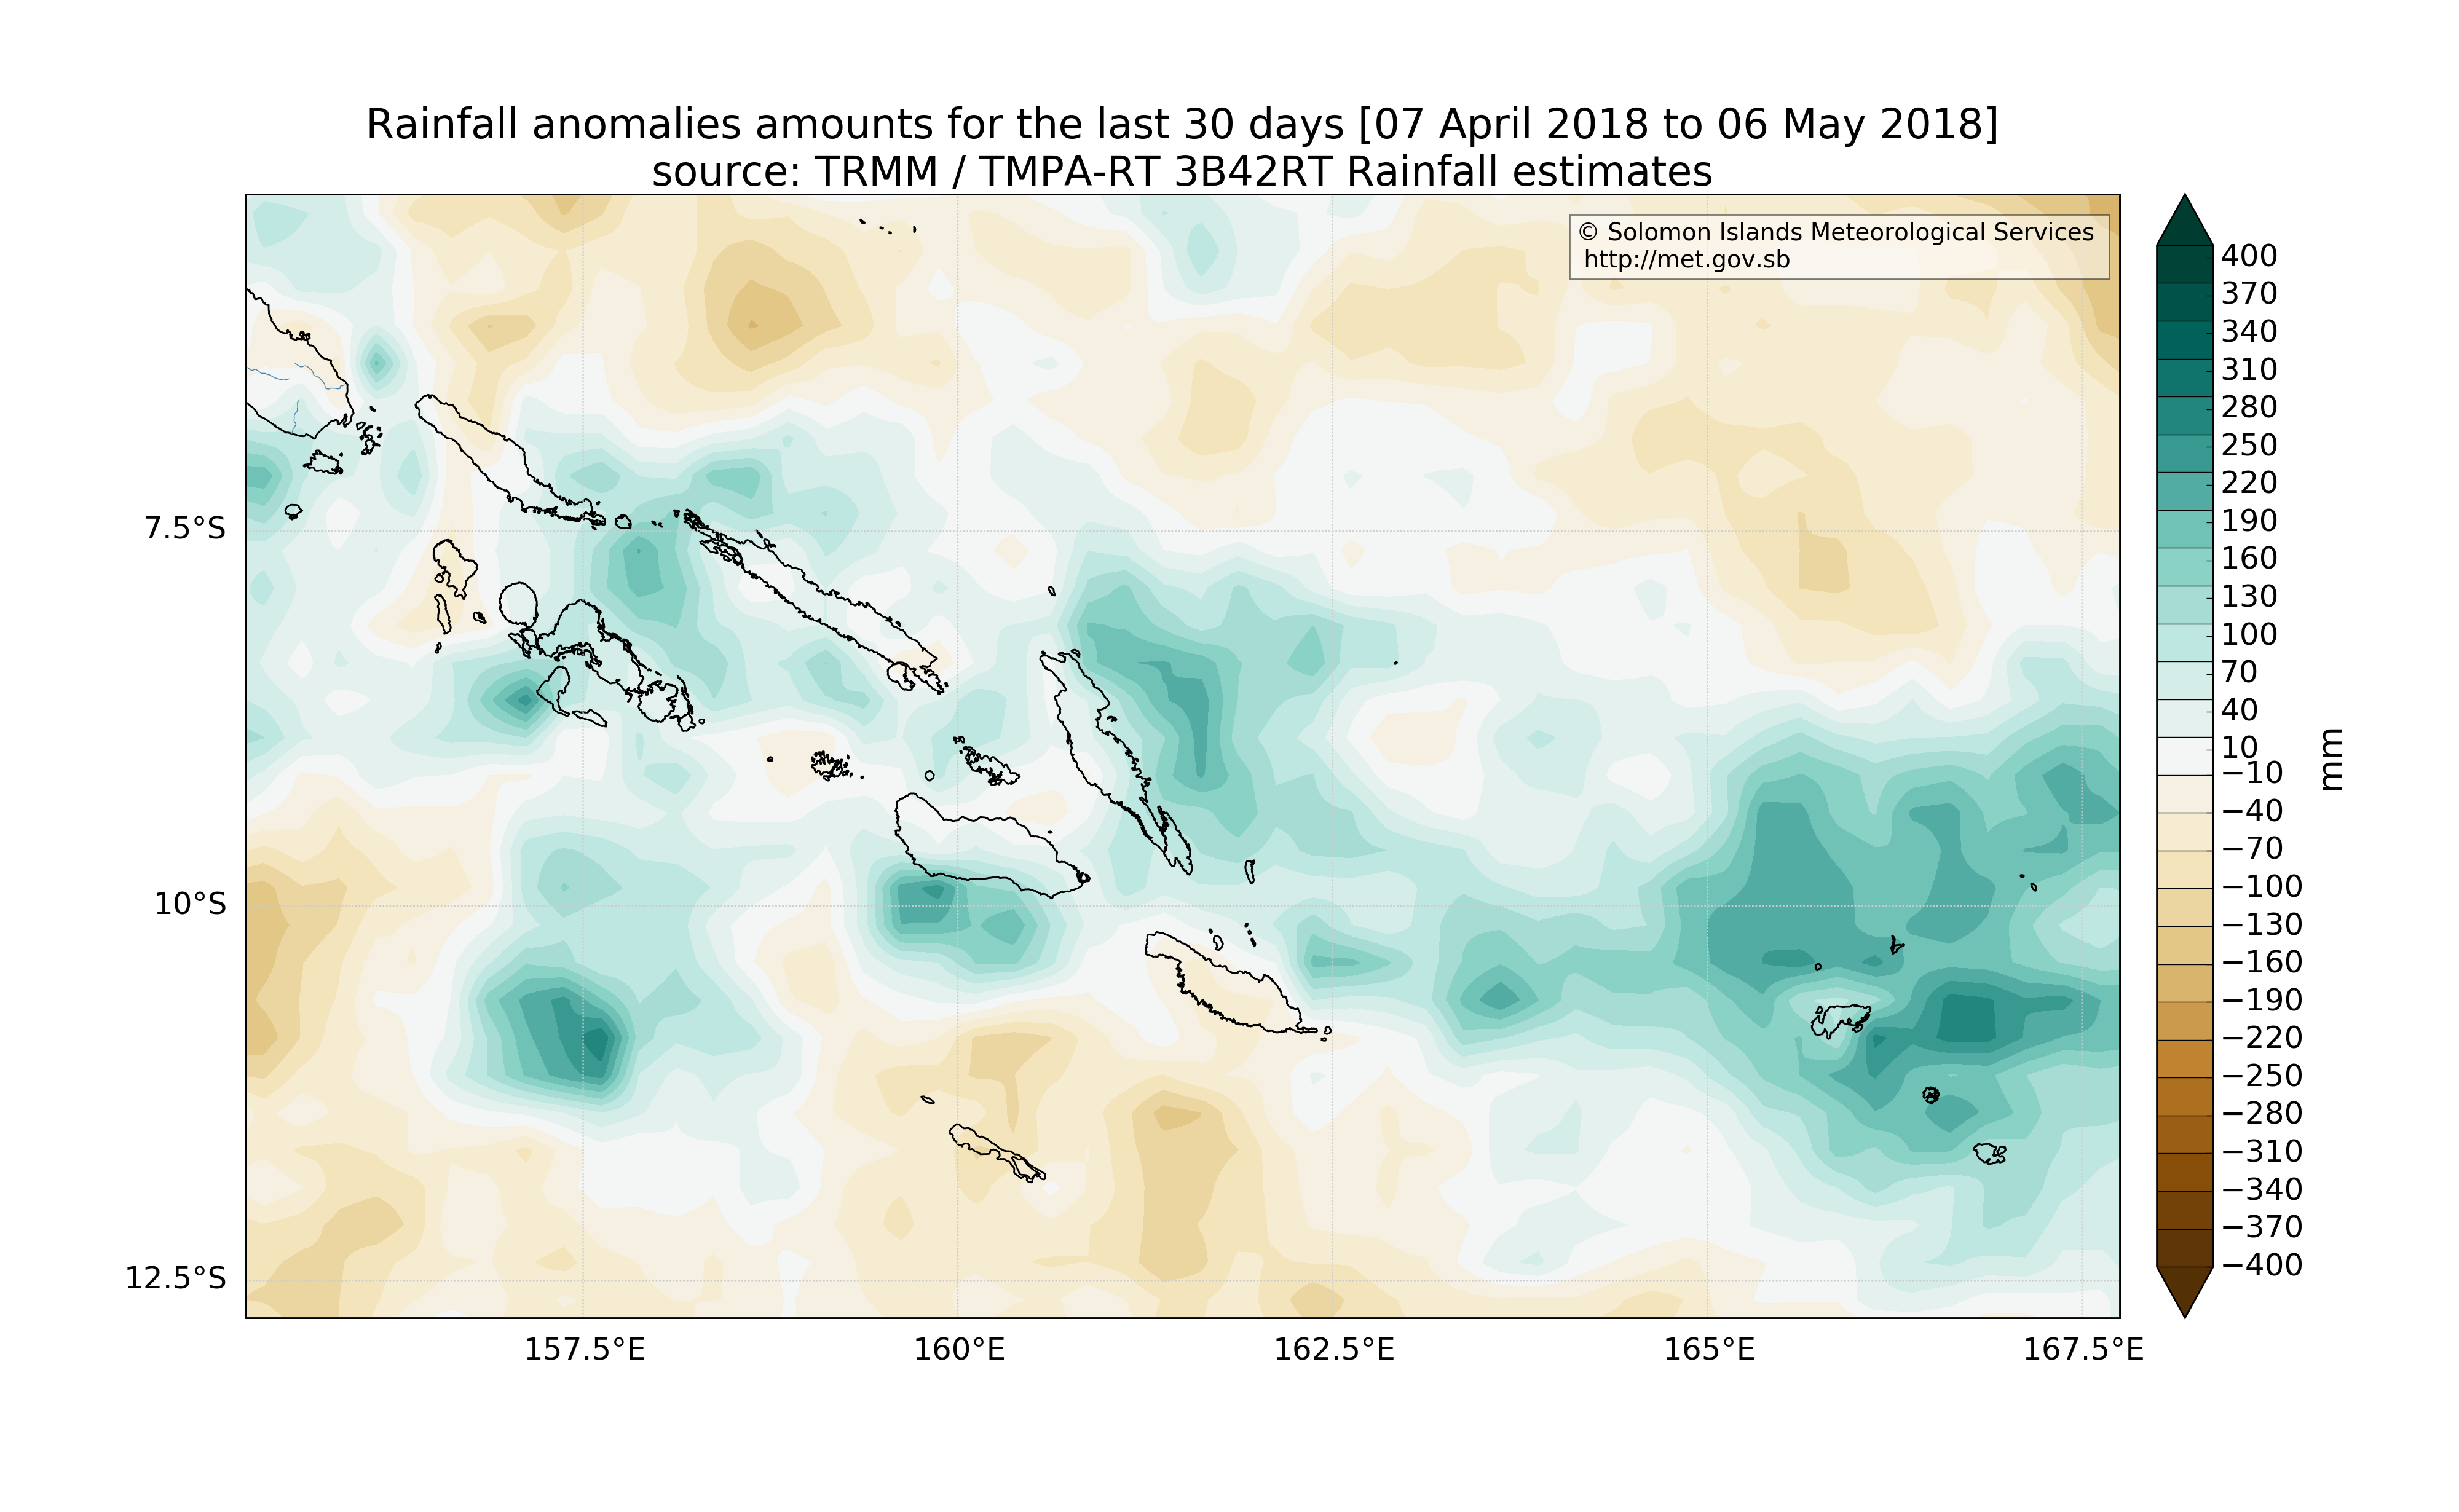 Rainfall anomalies amounts for the last 30 days [07 April 2018 to 06 May 2018]
source: TRMM / TMPA-RT 3B42RT Rainfall estimates
© Solomon Islands Meteorological Services
http://met.gov.sb
7.5°S
10°S
12.5°S
157.5°E
160°E
162.5°E
165°E
167.5°E
400
370
340
310
280
250
220
190
160
130
100
70
40
10
−10
−40
−70
−100
−130
−160
−190
−220
−250
−280
−310
−340
−370
−400
mm